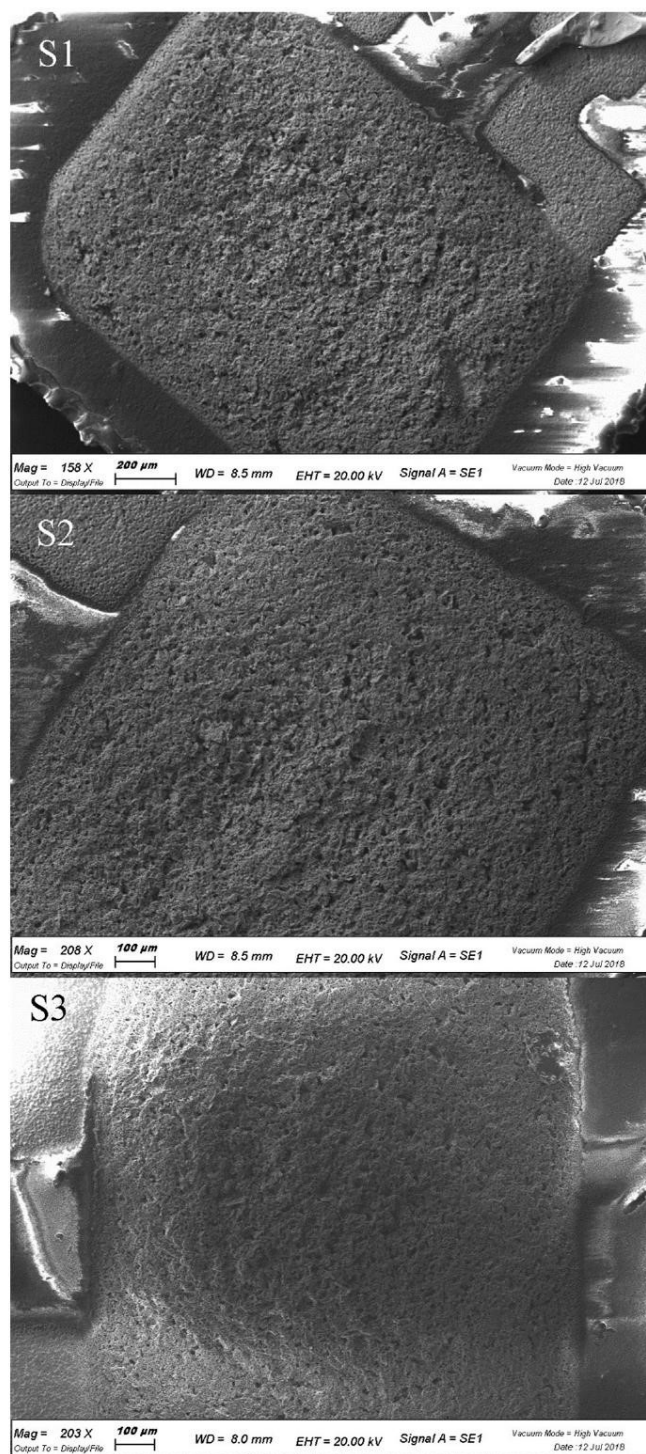 S1
Mag = 158 X 200 µm WD = 8.5 mm EHT = 20.00 kV Signal A = SE1 Vacuum Mode = High Vacuum
Output To = Display/File Date :12 Jul 2018
S2
Mag = 208 X 100 µm WD = 8.5 mm EHT = 20.00 kV Signal A = SE1 Vacuum Mode = High Vacuum
Output To = Display/File Date :12 Jul 2018
S3
Mag = 203 X 100 µm WD = 8.0 mm EHT = 20.00 kV Signal A = SE1 Vacuum Mode = High Vacuum
Output To = Display/File Date :12 Jul 2018